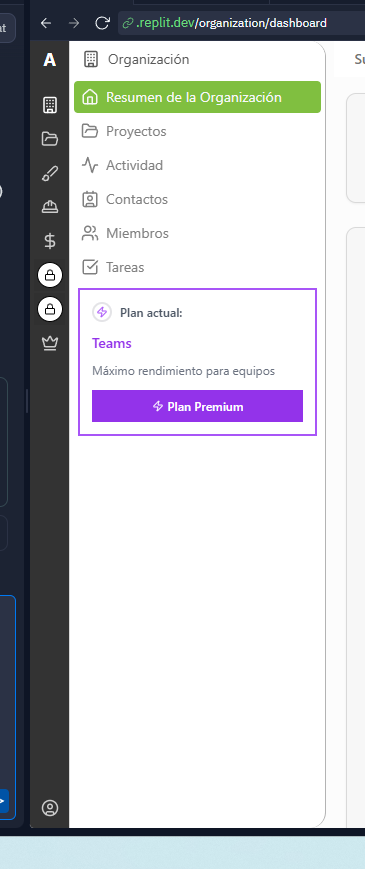 at
.replit.dev/organization/dashboard
A
Organización
Resumen de la Organización
Proyectos
Actividad
Contactos
Miembros
Tareas
Plan actual:
Teams
Máximo rendimiento para equipos
Plan Premium